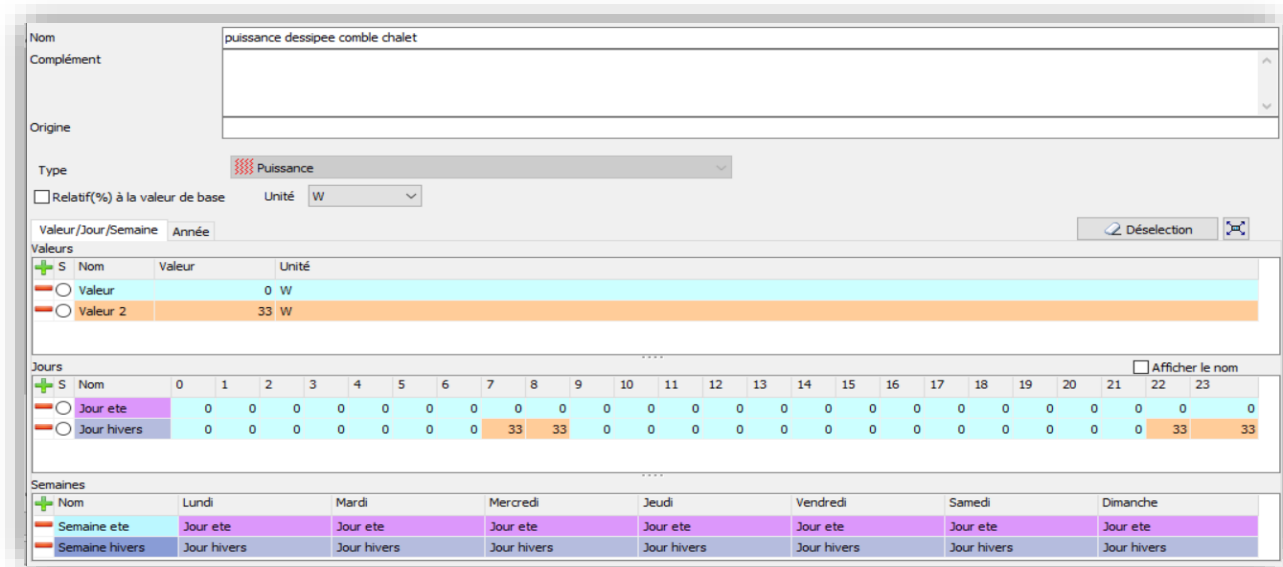 Nom puissance dessipee comble chalet
Complément
Origine
Type Puissance
Relatif(%) à la valeur de base Unité W
Valeur/Jour/Semaine Année Déselection
Valeurs
S Nom Valeur Unité
Valeur 0 W
Valeur 2 33 W
Jours Afficher le nom
S Nom 0 1 2 3 4 5 6 7 8 9 10 11 12 13 14 15 16 17 18 19 20 21 22 23
Jour ete 0 0 0 0 0 0 0 0 0 0 0 0 0 0 0 0 0 0 0 0 0 0 0 0
Jour hivers 0 0 0 0 0 0 0 33 33 0 0 0 0 0 0 0 0 0 0 0 0 0 33 33
Semaines
Nom Lundi Mardi Mercredi Jeudi Vendredi Samedi Dimanche
Semaine ete Jour ete Jour ete Jour ete Jour ete Jour ete Jour ete Jour ete
Semaine hivers Jour hivers Jour hivers Jour hivers Jour hivers Jour hivers Jour hivers Jour hivers